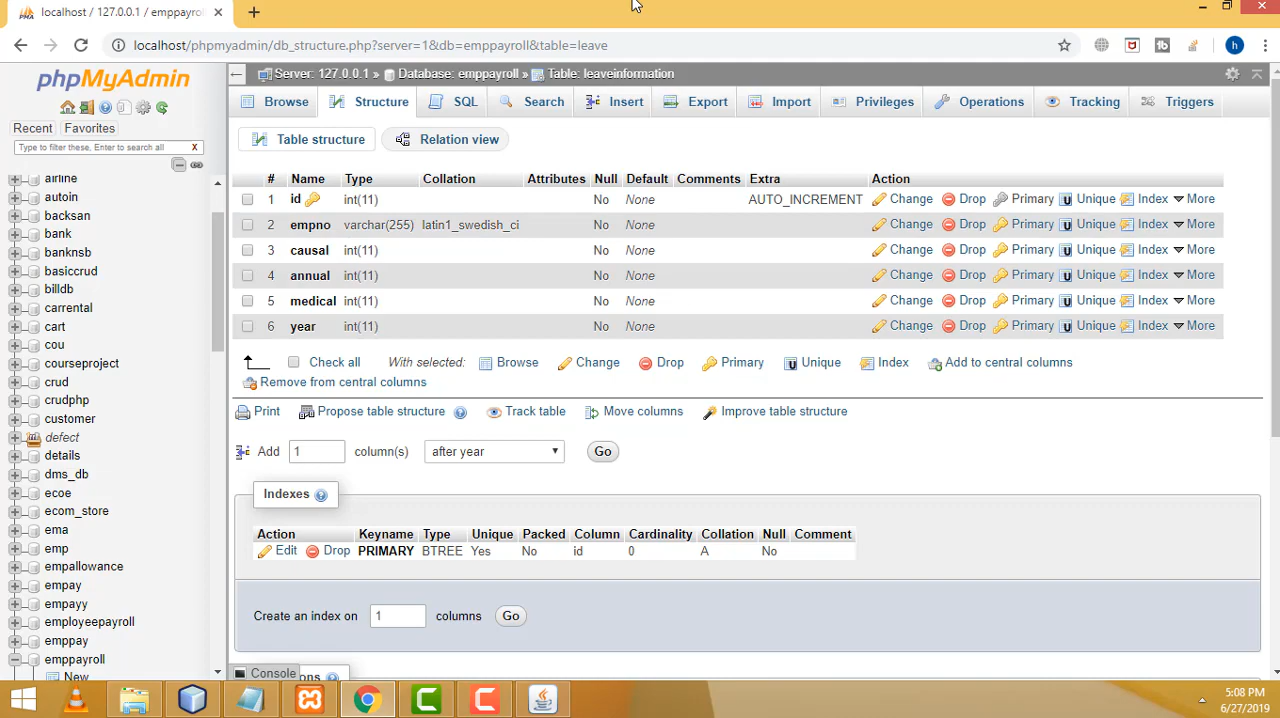 localhost / 127.0.0.1 / emppayrol
localhost/phpmyadmin/db_structure.php?server=1&db=emppayroll&table=leave
phpMyAdmin
Recent Favorites
Type to filter these, Enter to search all X
airline
autoin
backsan
bank
banknsb
basiccrud
billdb
carrental
cart
cou
courseproject
crud
crudphp
customer
defect
details
dms_db
ecoe
ecom_store
ema
emp
empallowance
empay
empayy
employeepayroll
emppay
emppayroll
New
Server: 127.0.0.1 » Database: emppayroll » Table: leaveinformation
Browse Structure SQL Search Insert Export Import Privileges Operations Tracking Triggers
Table structure Relation view
# Name Type Collation Attributes Null Default Comments Extra Action
1 id int(11) No None AUTO_INCREMENT Change Drop Primary Unique Index More
2 empno varchar(255) latin1_swedish_ci No None Change Drop Primary Unique Index More
3 causal int(11) No None Change Drop Primary Unique Index More
4 annual int(11) No None Change Drop Primary Unique Index More
5 medical int(11) No None Change Drop Primary Unique Index More
6 year int(11) No None Change Drop Primary Unique Index More
Check all With selected: Browse Change Drop Primary Unique Index Add to central columns
Remove from central columns
Print Propose table structure Track table Move columns Improve table structure
Add 1 column(s) after year Go
Indexes
Action Keyname Type Unique Packed Column Cardinality Collation Null Comment
Edit Drop PRIMARY BTREE Yes No id 0 A No
Create an index on 1 columns Go
Console
5:08 PM
6/27/2019